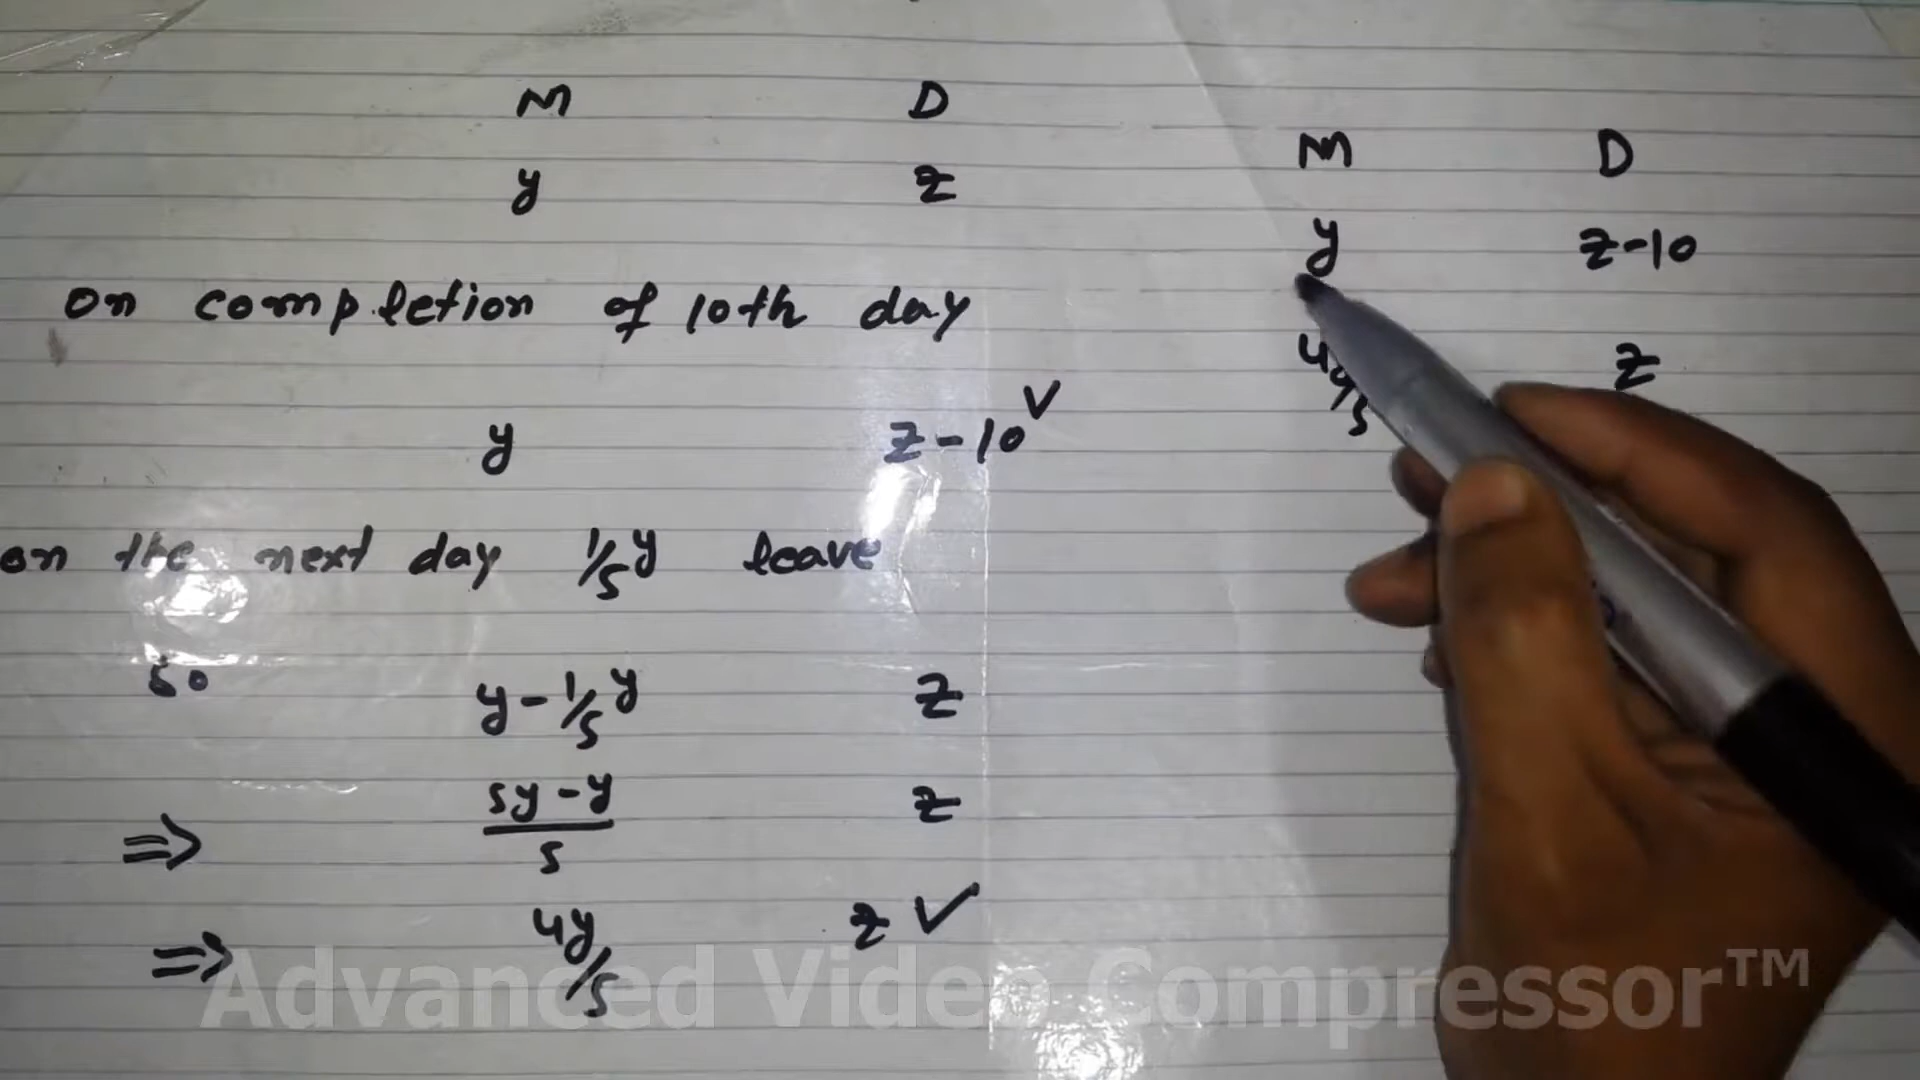 M D
y z
on completion of 10th day
y z-10 ✓
on the next day 1/5 y leave
so y-1/5 y z
⇒ 5y-y/5 z
⇒ 4y/5 z ✓
M D
y z-10
4y/5 z
Advanced Video Compressor™